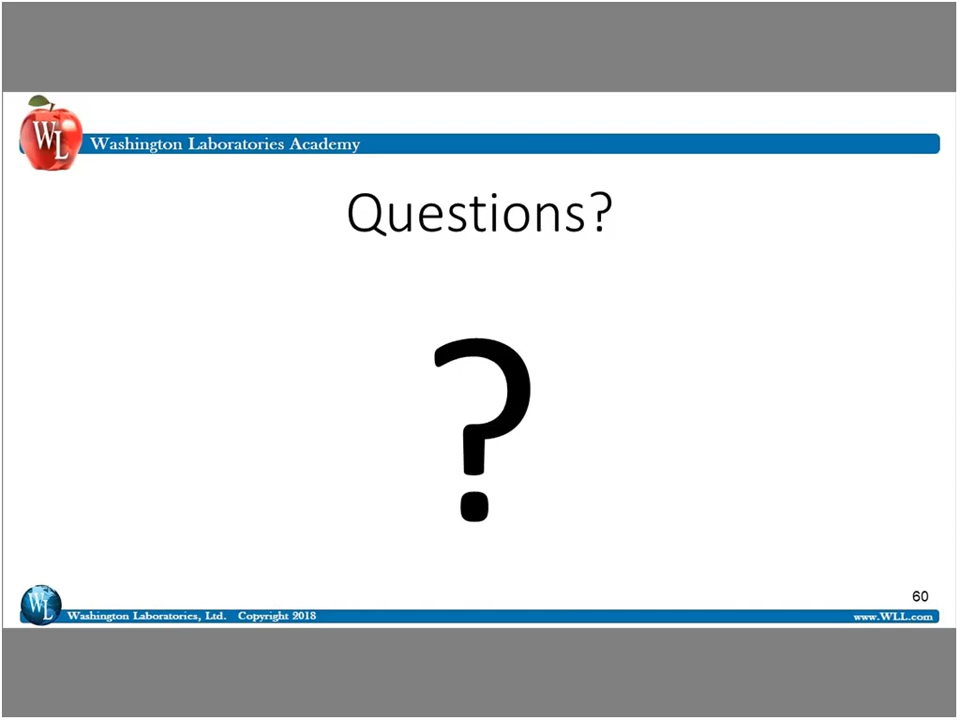 WL
Washington Laboratories Academy
Questions?
?
60
WL
Washington Laboratories, Ltd. Copyright 2018
www.WLL.com